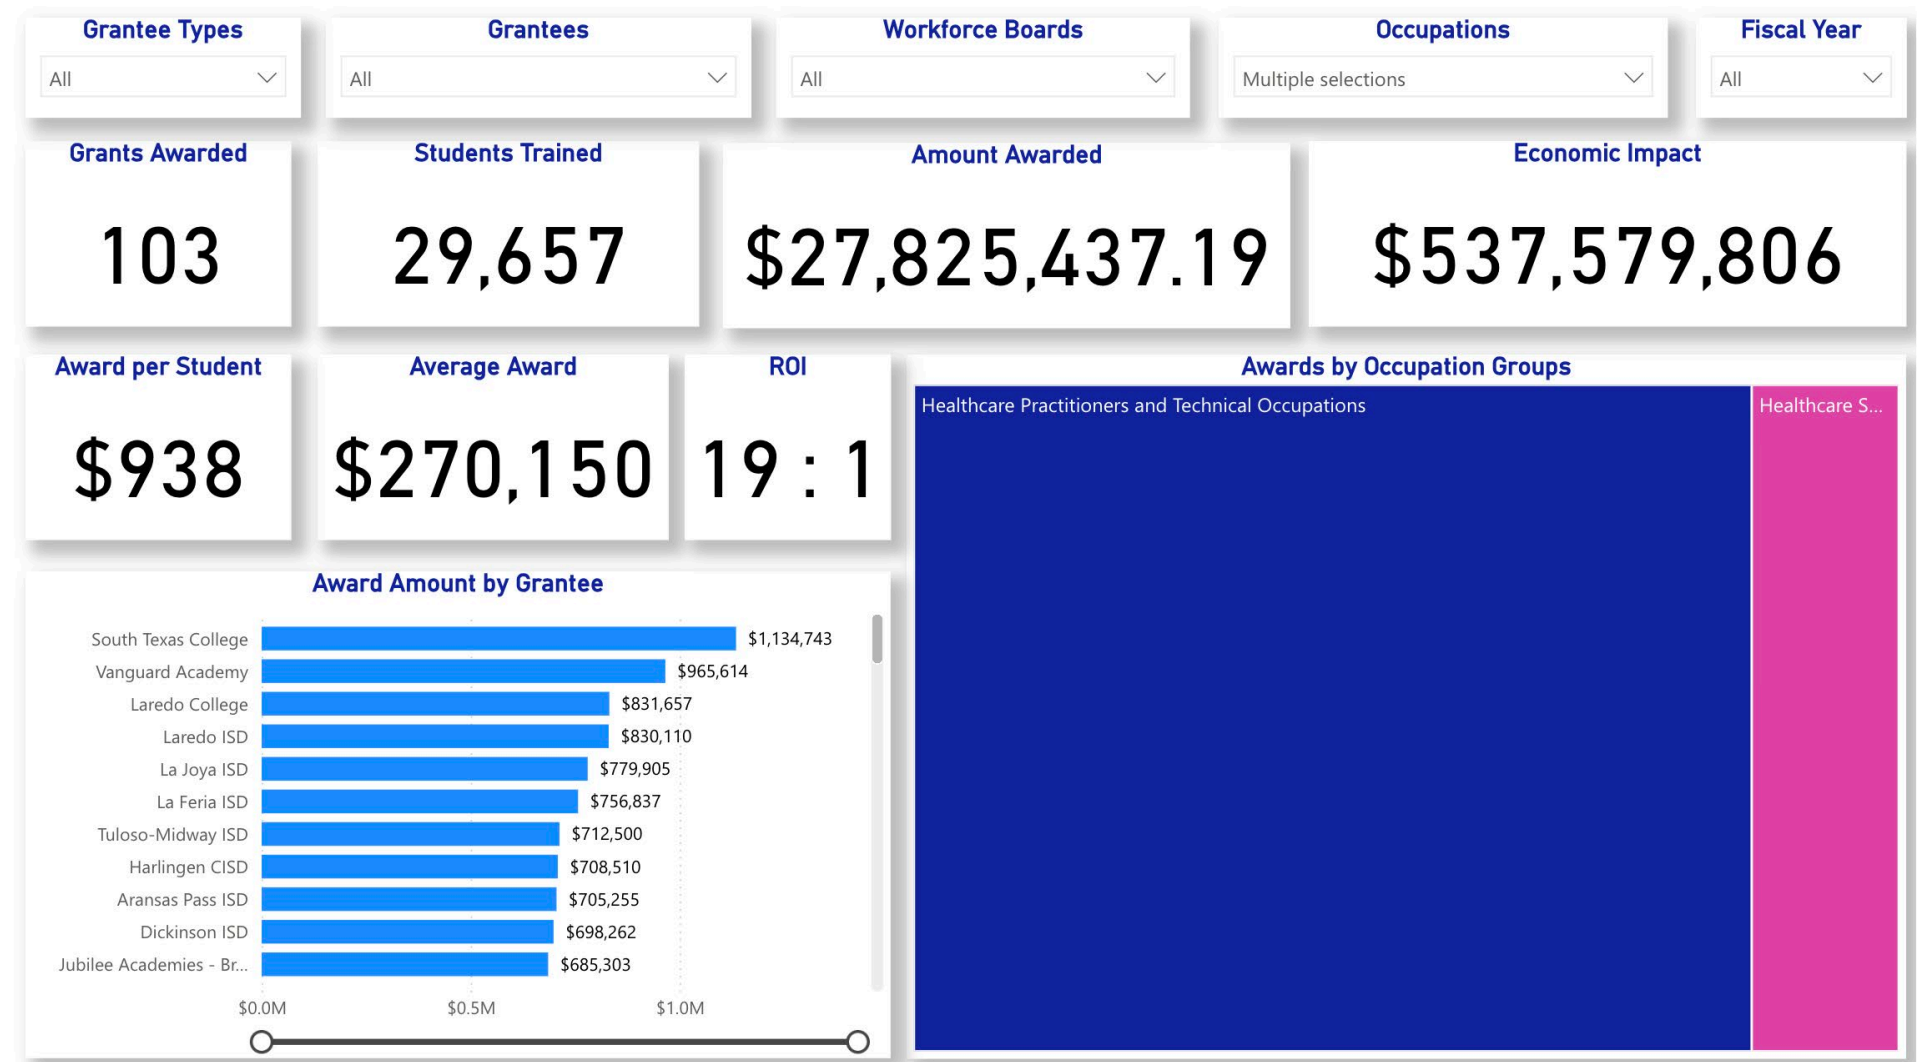 Grantee Types
All
Grantees
All
Workforce Boards
All
Occupations
Multiple selections
Fiscal Year
All
Grants Awarded
103
Students Trained
29,657
Amount Awarded
$27,825,437.19
Economic Impact
$537,579,806
Award per Student
$938
Average Award
$270,150
ROI
19 : 1
Awards by Occupation Groups
Healthcare Practitioners and Technical Occupations
Healthcare S...
Award Amount by Grantee
South Texas College $1,134,743
Vanguard Academy $965,614
Laredo College $831,657
Laredo ISD $830,110
La Joya ISD $779,905
La Feria ISD $756,837
Tuloso-Midway ISD $712,500
Harlingen CISD $708,510
Aransas Pass ISD $705,255
Dickinson ISD $698,262
Jubilee Academies - Br... $685,303
$0.0M $0.5M $1.0M